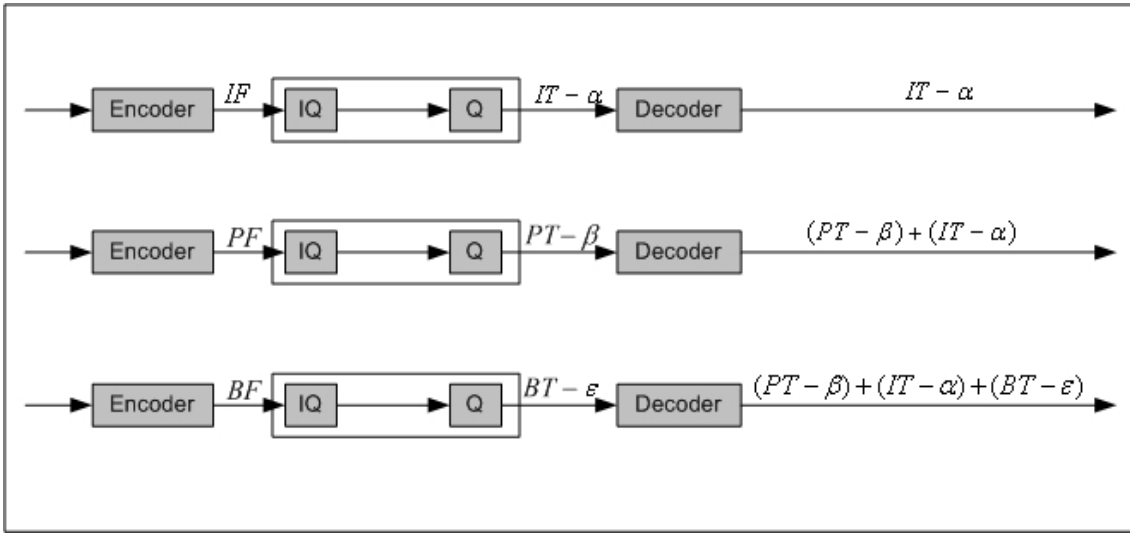 Encoder IF IQ Q IT − α Decoder IT − α
Encoder PF IQ Q PT − β Decoder (PT − β) + (IT − α)
Encoder BF IQ Q BT − ε Decoder (PT − β) + (IT − α) + (BT − ε)